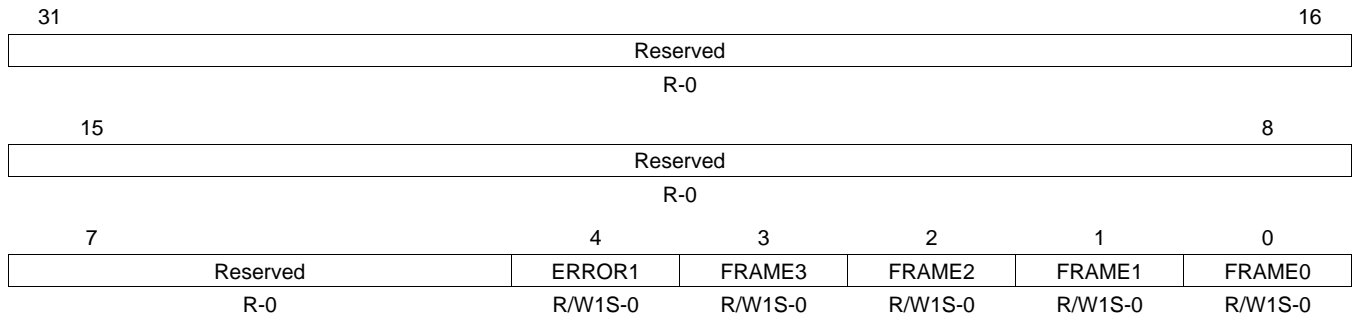 31 16
Reserved
R-0
15 8
Reserved
R-0
7 4 3 2 1 0
Reserved ERROR1 FRAME3 FRAME2 FRAME1 FRAME0
R-0 R/W1S-0 R/W1S-0 R/W1S-0 R/W1S-0 R/W1S-0